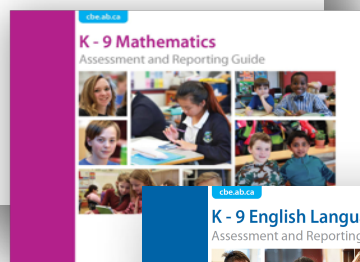 cbe.ab.ca
K - 9 Mathematics
Assessment and Reporting Guide
cbe.ab.ca
K - 9 English Langu
Assessment and Reporting